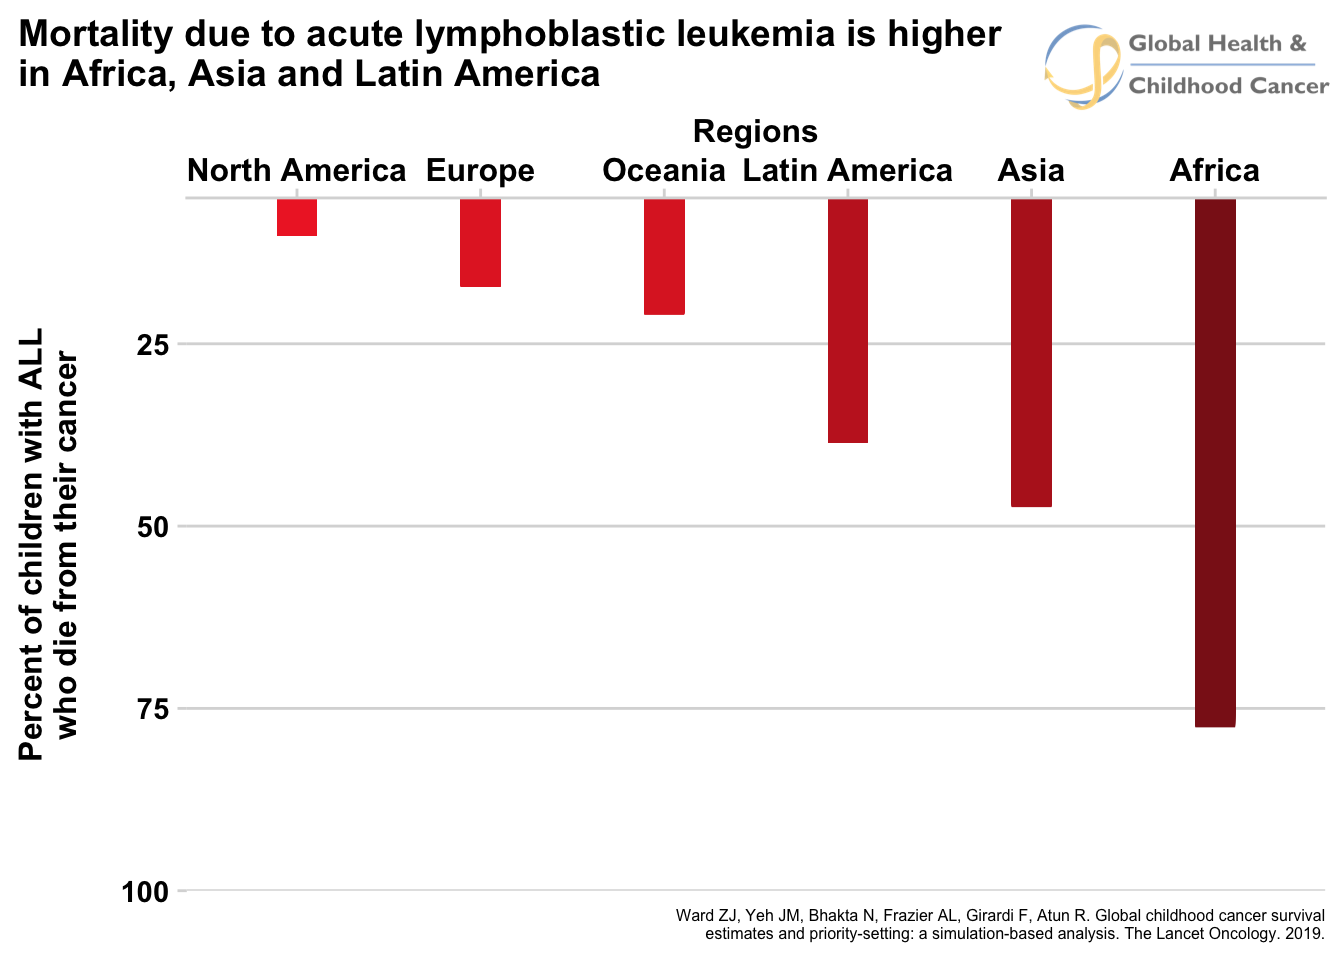 Mortality due to acute lymphoblastic leukemia is higher
in Africa, Asia and Latin America
Global Health &
Childhood Cancer
Regions
North America Europe Oceania Latin America Asia Africa
Percent of children with ALL
who die from their cancer
25
50
75
100
Ward ZJ, Yeh JM, Bhakta N, Frazier AL, Girardi F, Atun R. Global childhood cancer survival
estimates and priority-setting: a simulation-based analysis. The Lancet Oncology. 2019.